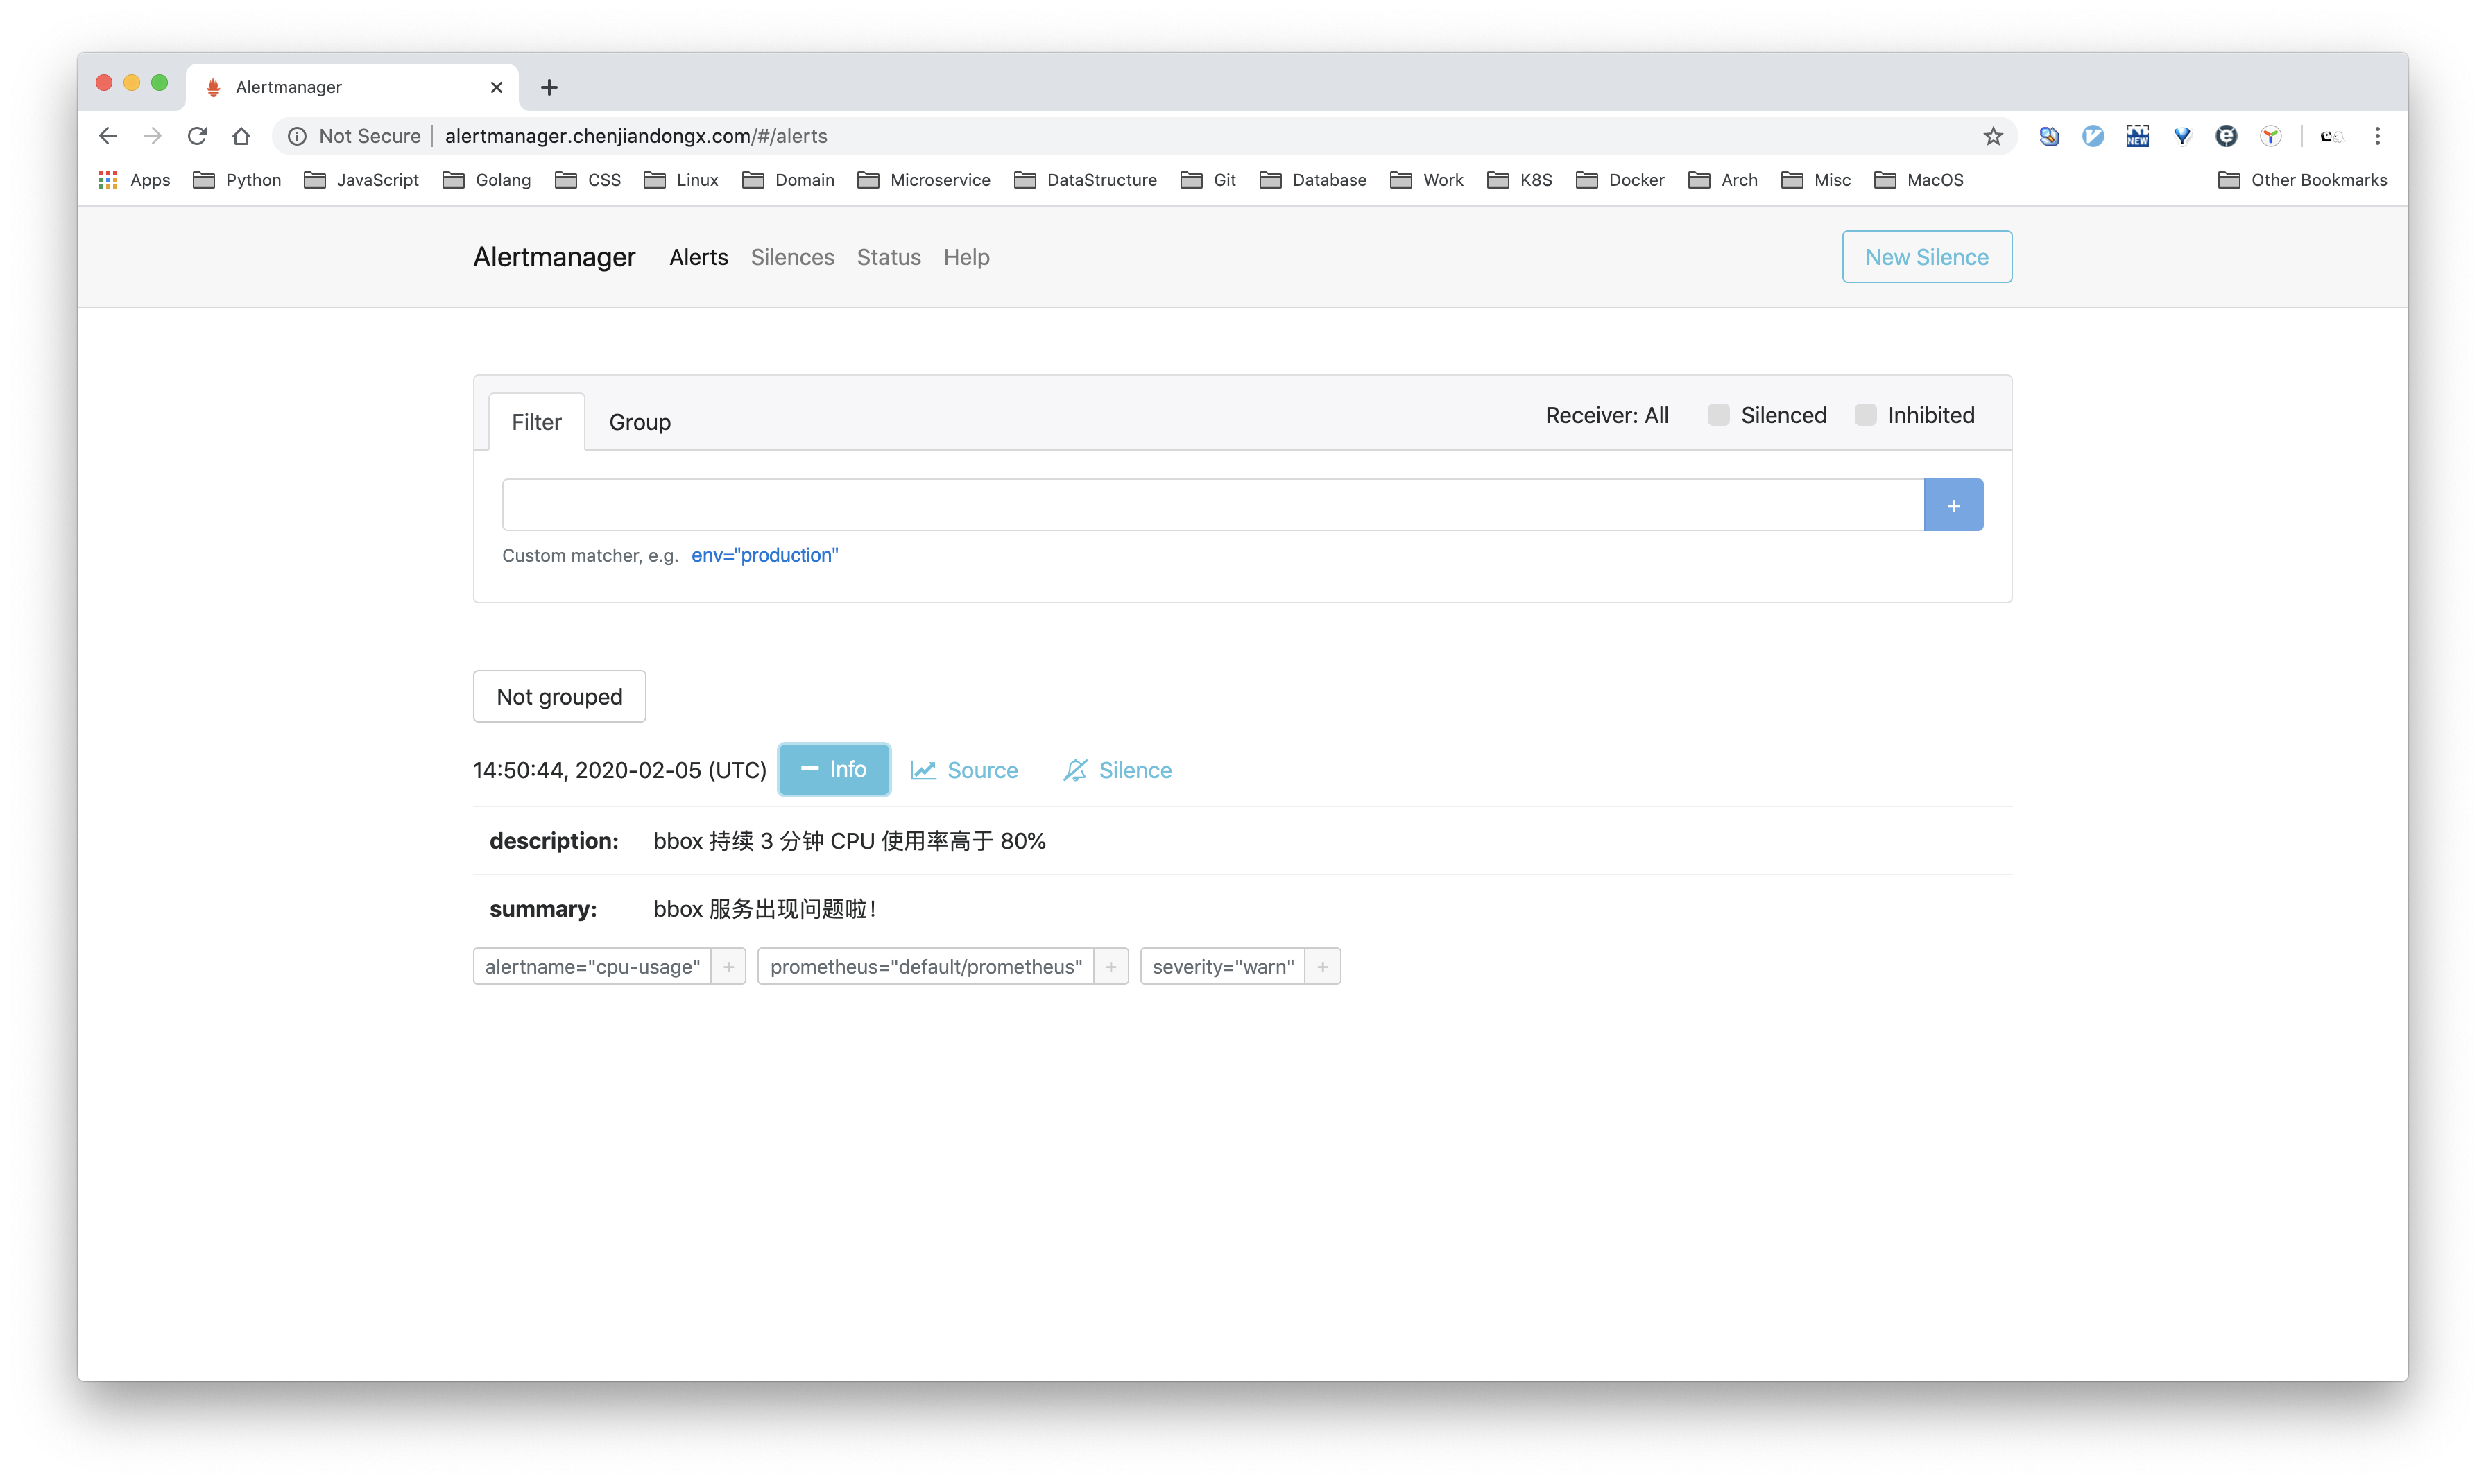 Alertmanager
Not Secure alertmanager.chenjiandongx.com/#/alerts
Apps Python JavaScript Golang CSS Linux Domain Microservice DataStructure Git Database Work K8S Docker Arch Misc MacOS Other Bookmarks
Alertmanager Alerts Silences Status Help New Silence
Filter Group Receiver: All Silenced Inhibited
+
Custom matcher, e.g. env="production"
Not grouped
14:50:44, 2020-02-05 (UTC) Info Source Silence
description: bbox 持续 3 分钟 CPU 使用率高于 80%
summary: bbox 服务出现问题啦！
alertname="cpu-usage" + prometheus="default/prometheus" + severity="warn" +